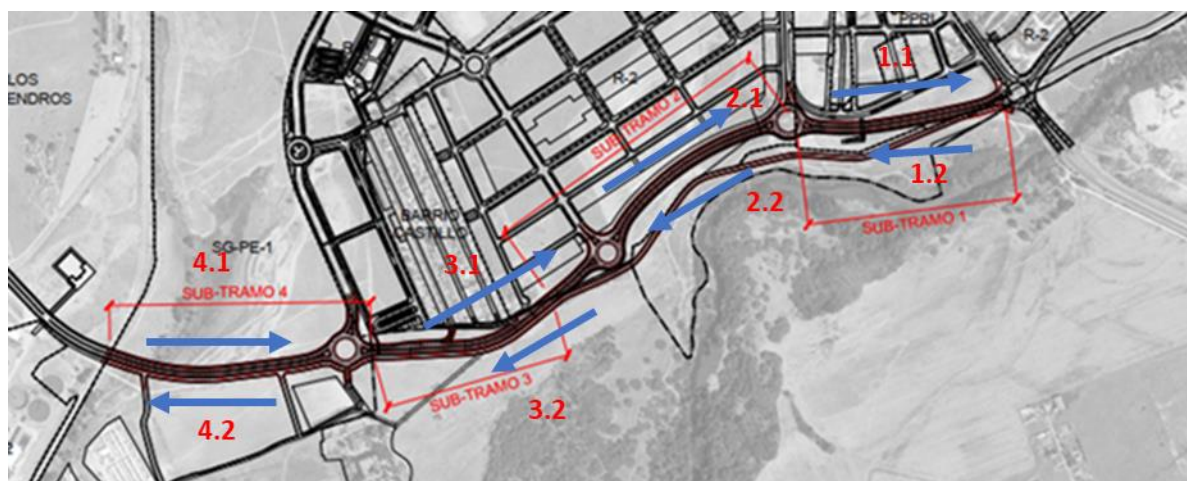 PPRI
R-2
1.1
LOS
ENDROS
R-2
SUB-TRAMO 2
2.1
1.2
2.2
SUB-TRAMO 1
BARRIO
CASTILLO
SG-PE-1
4.1
3.1
SUB-TRAMO 4
SUB-TRAMO 3
3.2
4.2